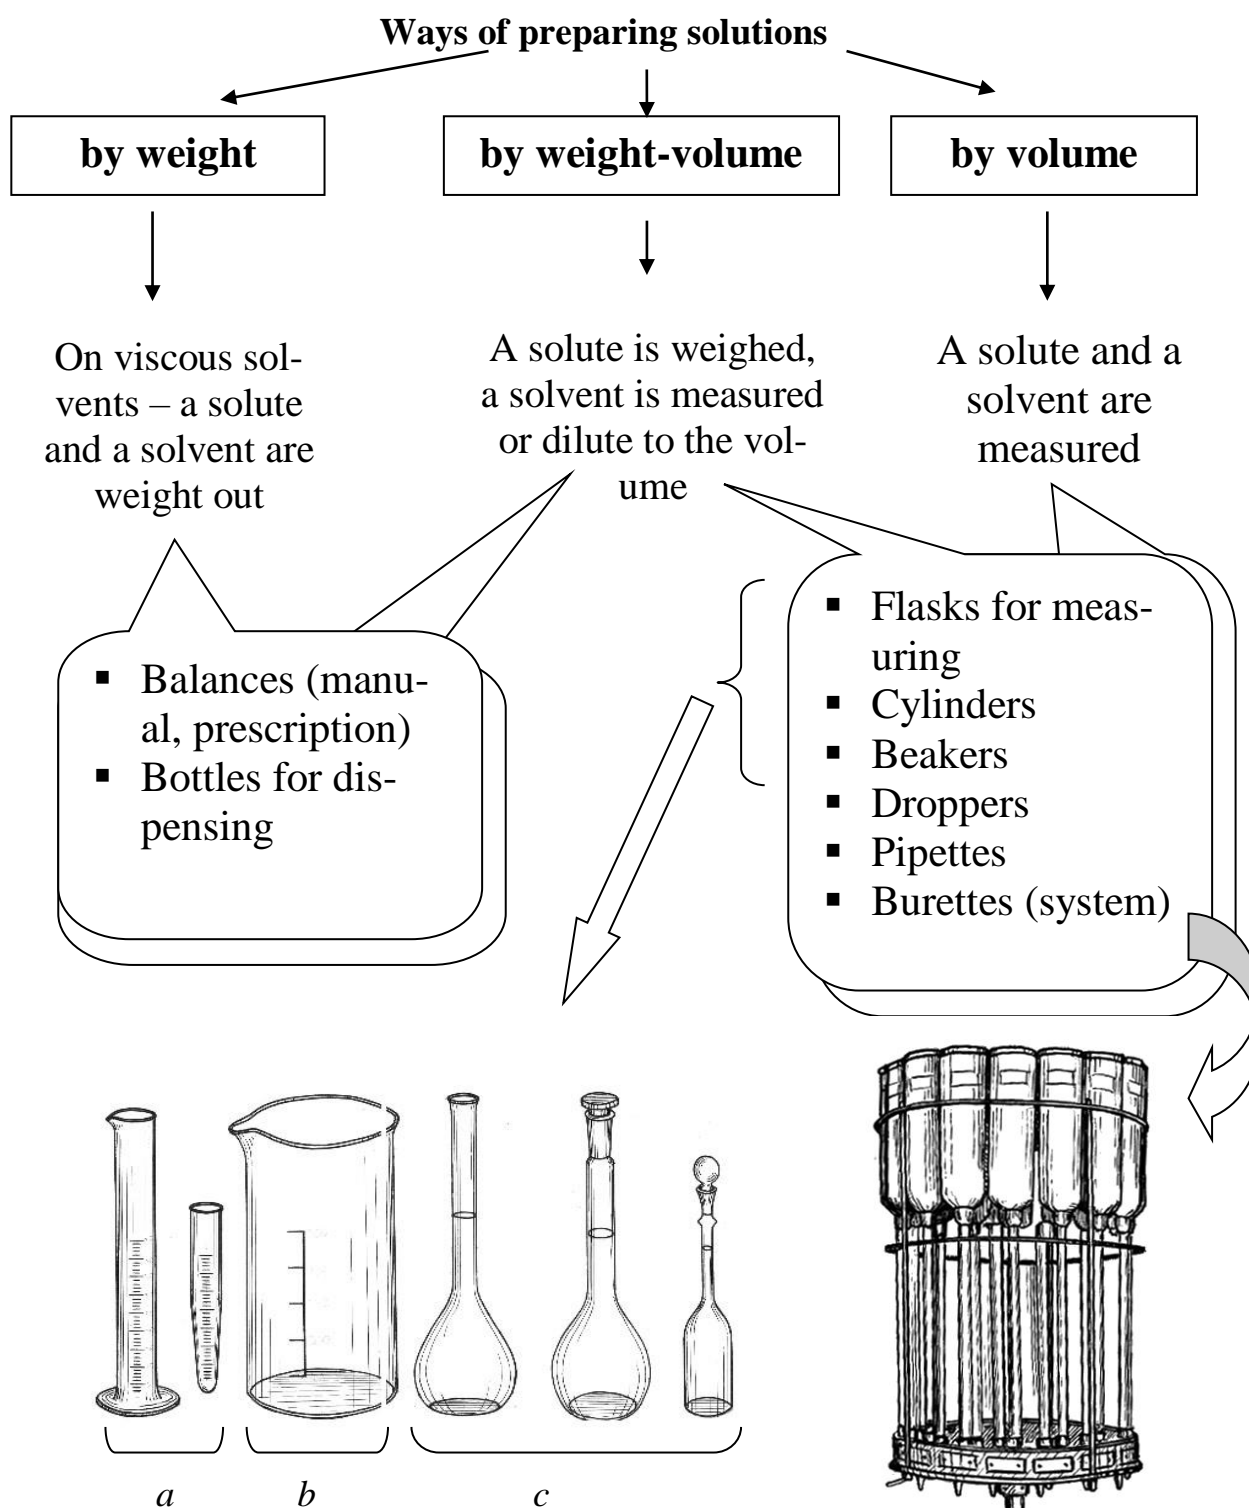 Ways of preparing solutions
by weight
by weight-volume
by volume
On viscous sol-
vents – a solute
and a solvent are
weight out
A solute is weighed,
a solvent is measured
or dilute to the vol-
ume
A solute and a
solvent are
measured
▪ Balances (manu-
al, prescription)
▪ Bottles for dis-
pensing
▪ Flasks for meas-
uring
▪ Cylinders
▪ Beakers
▪ Droppers
▪ Pipettes
▪ Burettes (system)
a
b
c